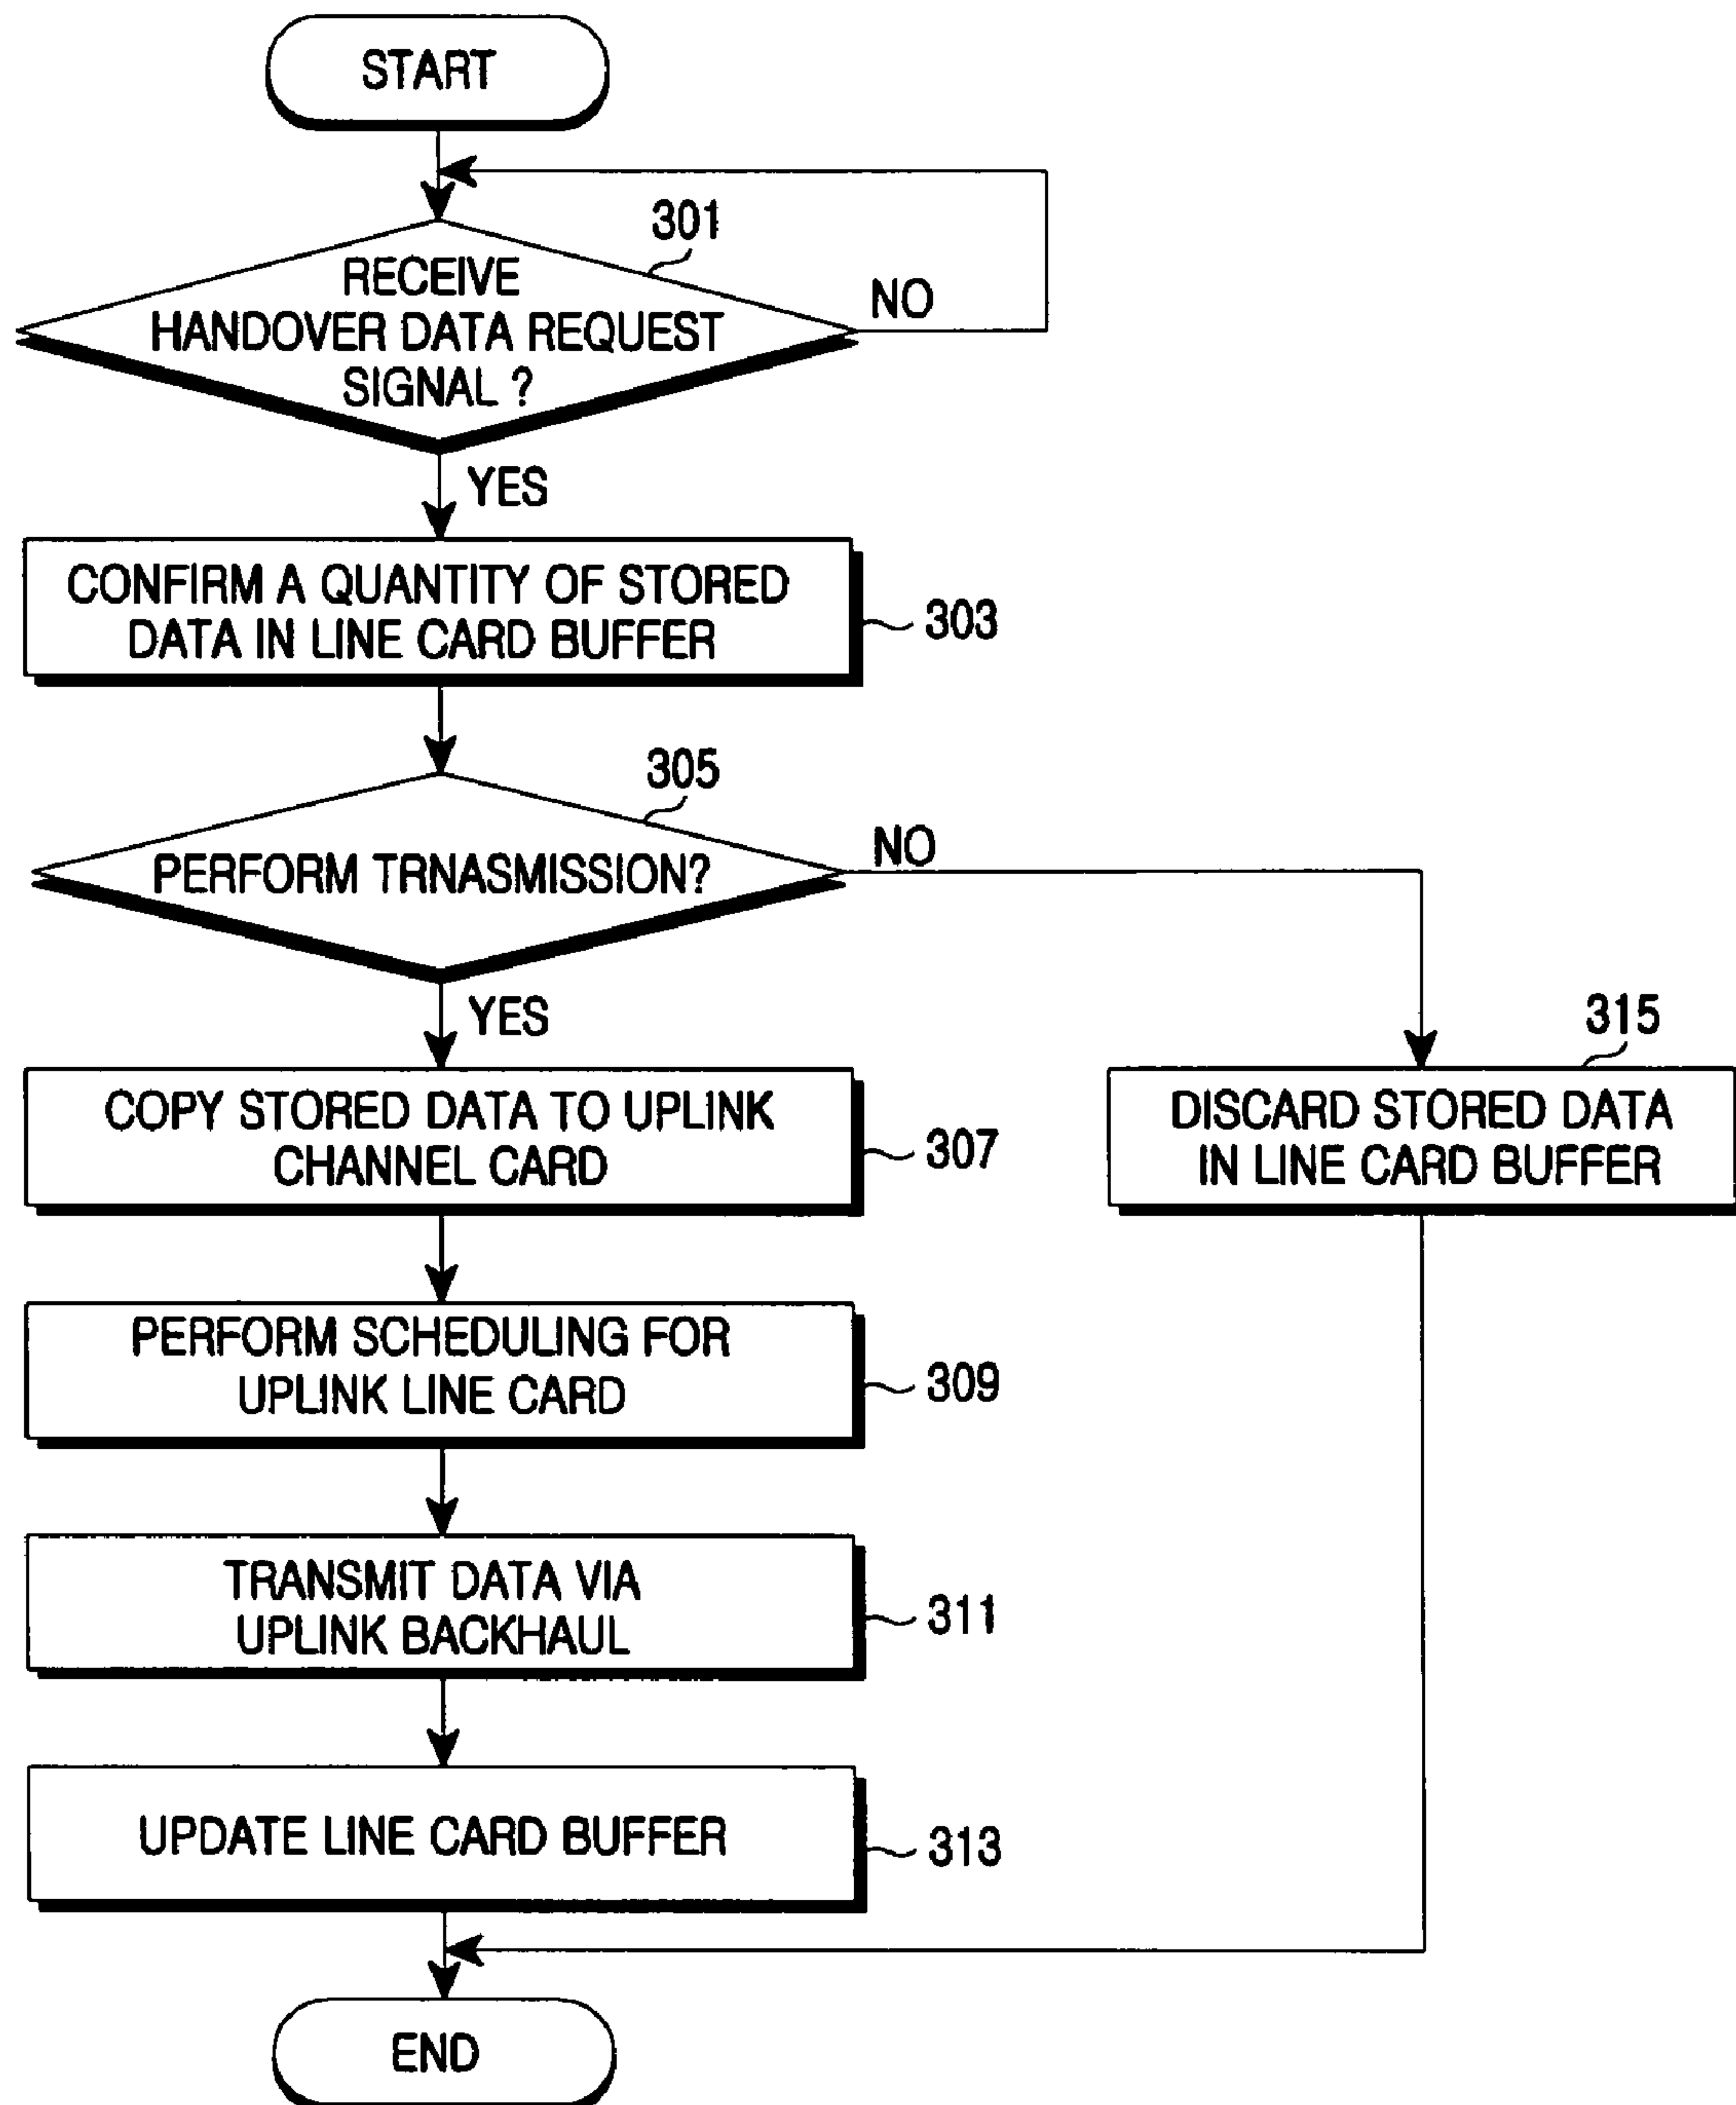 START
301
RECEIVE
HANDOVER DATA REQUEST
SIGNAL ?
NO
YES
CONFIRM A QUANTITY OF STORED
DATA IN LINE CARD BUFFER
303
305
PERFORM TRNASMISSION?
NO
YES
315
COPY STORED DATA TO UPLINK
CHANNEL CARD
307
DISCARD STORED DATA
IN LINE CARD BUFFER
PERFORM SCHEDULING FOR
UPLINK LINE CARD
309
TRANSMIT DATA VIA
UPLINK BACKHAUL
311
UPDATE LINE CARD BUFFER
313
END